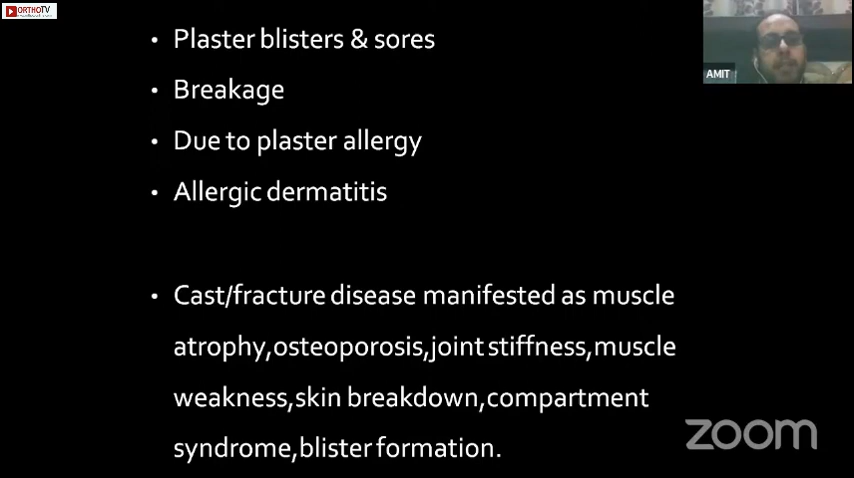 ORTHOTV
• Plaster blisters & sores
• Breakage
• Due to plaster allergy
• Allergic dermatitis
• Cast/fracture disease manifested as muscle
atrophy,osteoporosis,joint stiffness,muscle
weakness,skin breakdown,compartment
syndrome,blister formation.
AMIT
zoom